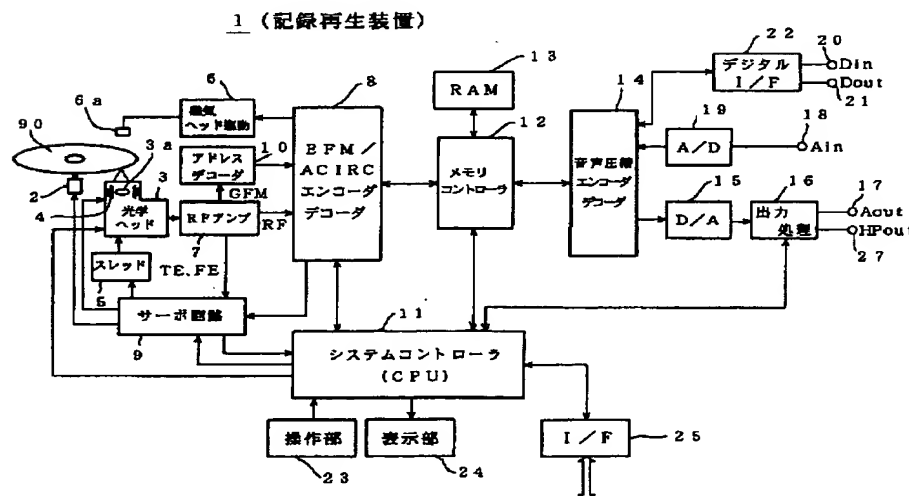 1 (記録再生装置)
6a
6
磁気
ヘッド駆動
8
EFM/
ACIRC
エンコーダ
デコーダ
13
RAM
12
メモリ
コントローラ
14
音声圧縮
エンコーダ
デコーダ
22
デジタル
I/F
20
Din
Dout
21
19
A/D
18
Ain
15
D/A
16
出力
処理
17
Aout
HPout
27
90
2
3a
3
4
光学
ヘッド
アドレス
デコーダ
10
GFM
RFアンプ
RF
7
TE、FE
スレッド
5
サーボ回路
9
11
システムコントローラ
(CPU)
操作部
23
表示部
24
I/F
25